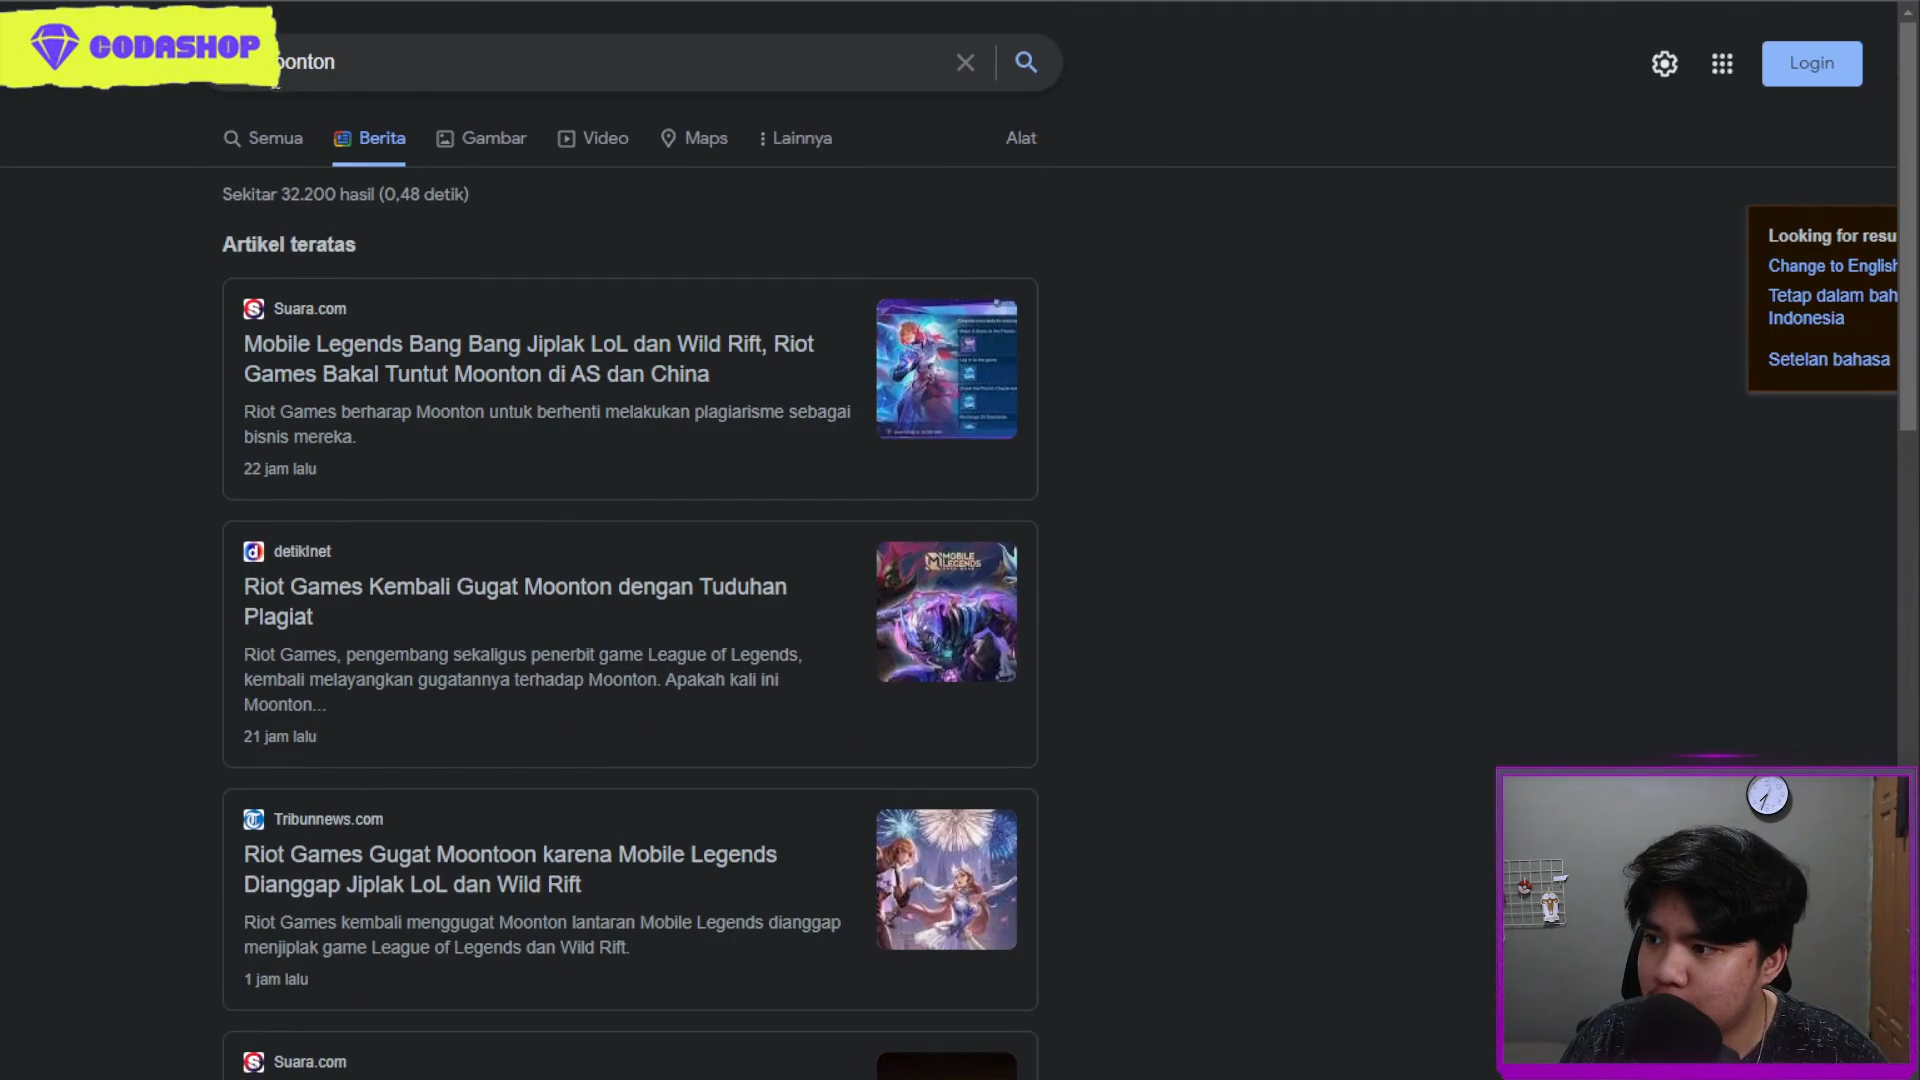 CODASHOP
oonton
Login
Semua
Berita
Gambar
Video
Maps
Lainnya
Alat
Sekitar 32.200 hasil (0,48 detik)
Artikel teratas
Suara.com
Mobile Legends Bang Bang Jiplak LoL dan Wild Rift, Riot
Games Bakal Tuntut Moonton di AS dan China
Riot Games berharap Moonton untuk berhenti melakukan plagiarisme sebagai
bisnis mereka.
22 jam lalu
detikInet
Riot Games Kembali Gugat Moonton dengan Tuduhan
Plagiat
Riot Games, pengembang sekaligus penerbit game League of Legends,
kembali melayangkan gugatannya terhadap Moonton. Apakah kali ini
Moonton...
21 jam lalu
MOBILE
LEGENDS
Tribunnews.com
Riot Games Gugat Moontoon karena Mobile Legends
Dianggap Jiplak LoL dan Wild Rift
Riot Games kembali menggugat Moonton lantaran Mobile Legends dianggap
menjiplak game League of Legends dan Wild Rift.
1 jam lalu
Suara.com
Looking for resu
Change to English
Tetap dalam bah
Indonesia
Setelan bahasa